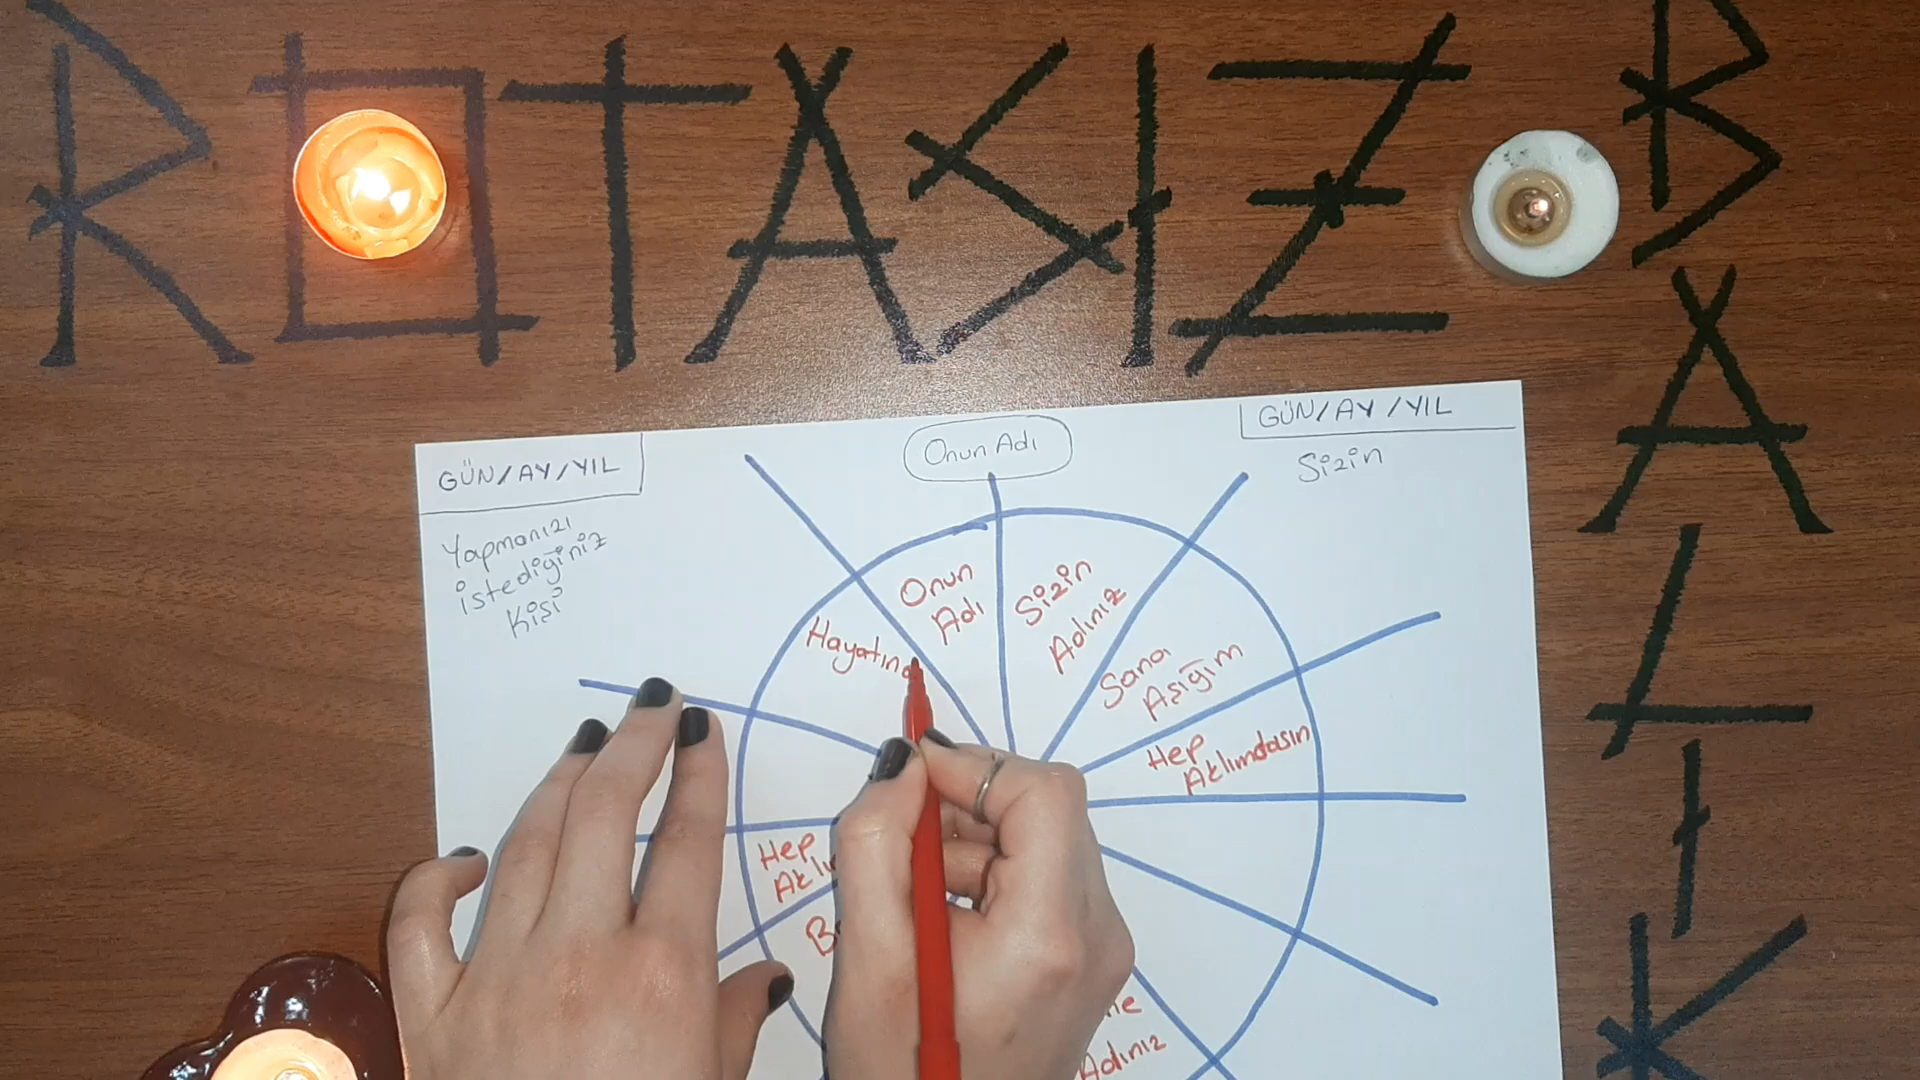 ROTASIZ
BALIK
GÜN/AY/YIL
Onun Adı
GÜN/AY/YIL
Sizin
Yapmanızı
istediğiniz
Kişi
Onun
Adı
Sizin
Adınız
Hayatın
Sana
Aşığım
Hep
Aklımdasın
Hep
Adınız